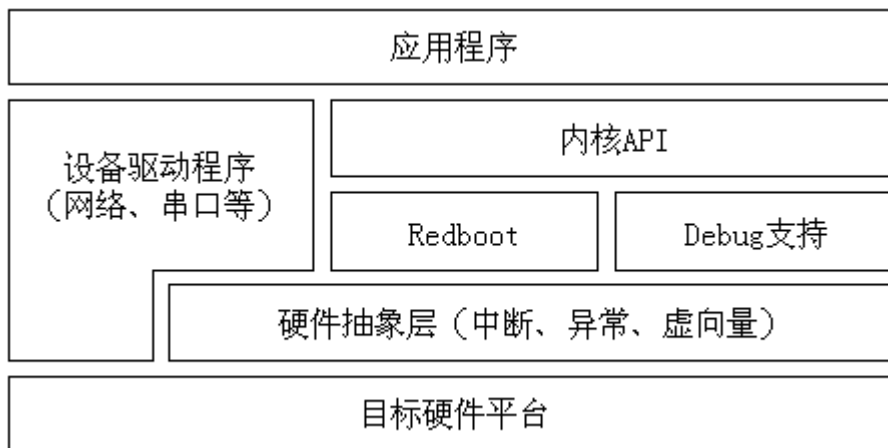 应用程序
内核API
设备驱动程序
（网络、串口等）
Redboot
Debug支持
硬件抽象层（中断、异常、虚向量）
目标硬件平台